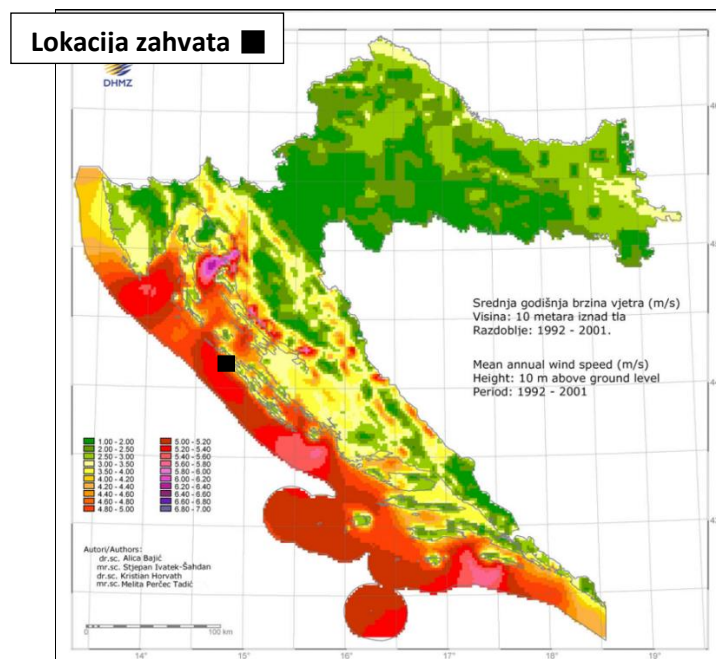 Lokacija zahvata
DHMZ
Srednja godišnja brzina vjetra (m/s)
Visina: 10 metara iznad tla
Razdoblje: 1992 - 2001.
Mean annual wind speed (m/s)
Height: 10 m above ground level
Period: 1992 - 2001
1.00 - 2.00
2.00 - 2.50
2.50 - 3.00
3.00 - 3.50
3.50 - 4.00
4.00 - 4.20
4.20 - 4.40
4.40 - 4.60
4.60 - 4.80
4.80 - 5.00
5.00 - 5.20
5.20 - 5.40
5.40 - 5.60
5.60 - 5.80
5.80 - 6.00
6.00 - 6.20
6.20 - 6.40
6.40 - 6.60
6.60 - 6.80
6.80 - 7.00
Autori/Authors:
dr.sc. Alica Bajić
mr.sc. Stjepan Ivatek-Šahdan
dr.sc. Kristian Horvath
mr.sc. Melita Perčec Tadić
100 km
14°
15°
16°
17°
18°
19°